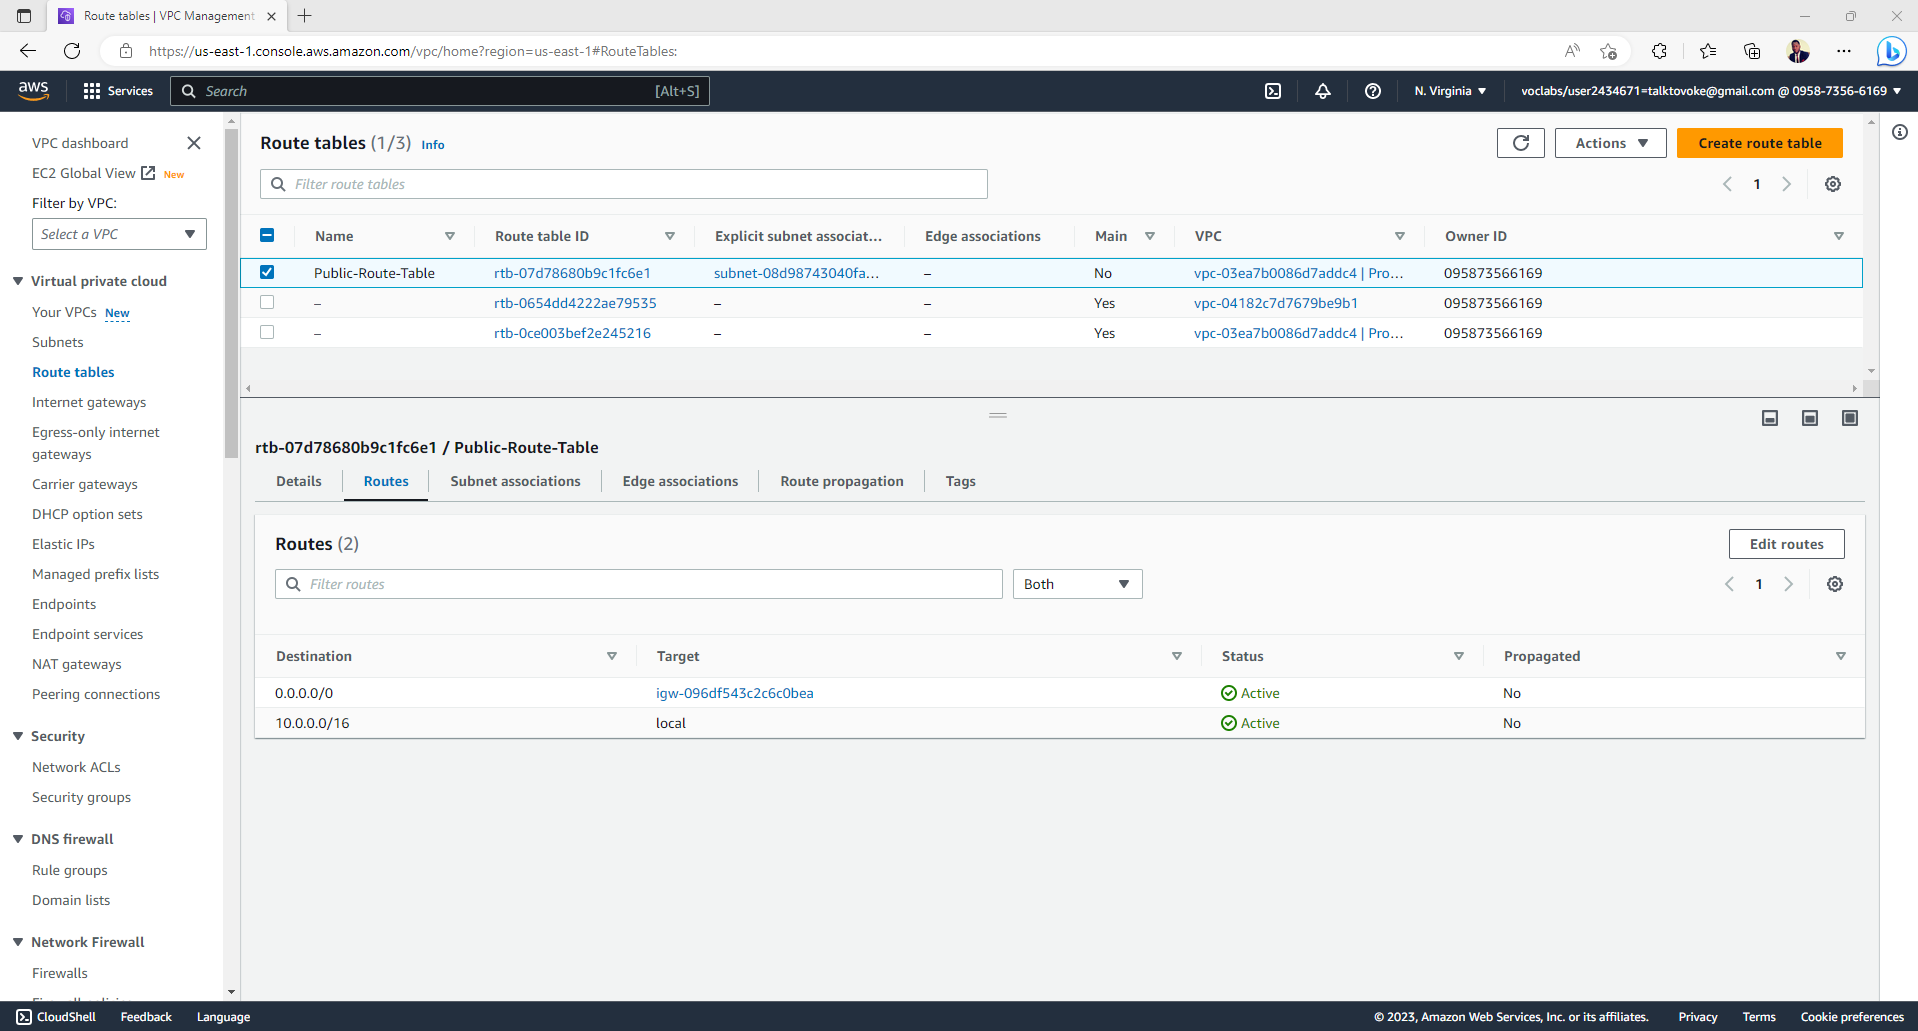 Route tables | VPC Management
https://us-east-1.console.aws.amazon.com/vpc/home?region=us-east-1#RouteTables:
aws
Services
Search
[Alt+S]
N. Virginia
voclabs/user2434671=talktovoke@gmail.com @ 0958-7356-6169
VPC dashboard
EC2 Global View New
Filter by VPC:
Select a VPC
Virtual private cloud
Your VPCs New
Subnets
Route tables
Internet gateways
Egress-only internet
gateways
Carrier gateways
DHCP option sets
Elastic IPs
Managed prefix lists
Endpoints
Endpoint services
NAT gateways
Peering connections
Security
Network ACLs
Security groups
DNS firewall
Rule groups
Domain lists
Network Firewall
Firewalls
Route tables (1/3) Info
Actions
Create route table
Filter route tables
1
Name Route table ID Explicit subnet associat... Edge associations Main VPC Owner ID
Public-Route-Table rtb-07d78680b9c1fc6e1 subnet-08d98743040fa... – No vpc-03ea7b0086d7addc4 | Pro... 095873566169
– rtb-0654dd4222ae79535 – – Yes vpc-04182c7d7679be9b1 095873566169
– rtb-0ce003bef2e245216 – – Yes vpc-03ea7b0086d7addc4 | Pro... 095873566169
rtb-07d78680b9c1fc6e1 / Public-Route-Table
Details Routes Subnet associations Edge associations Route propagation Tags
Routes (2)
Edit routes
Filter routes
Both
1
Destination Target Status Propagated
0.0.0.0/0 igw-096df543c2c6c0bea Active No
10.0.0.0/16 local Active No
CloudShell Feedback Language
© 2023, Amazon Web Services, Inc. or its affiliates. Privacy Terms Cookie preferences